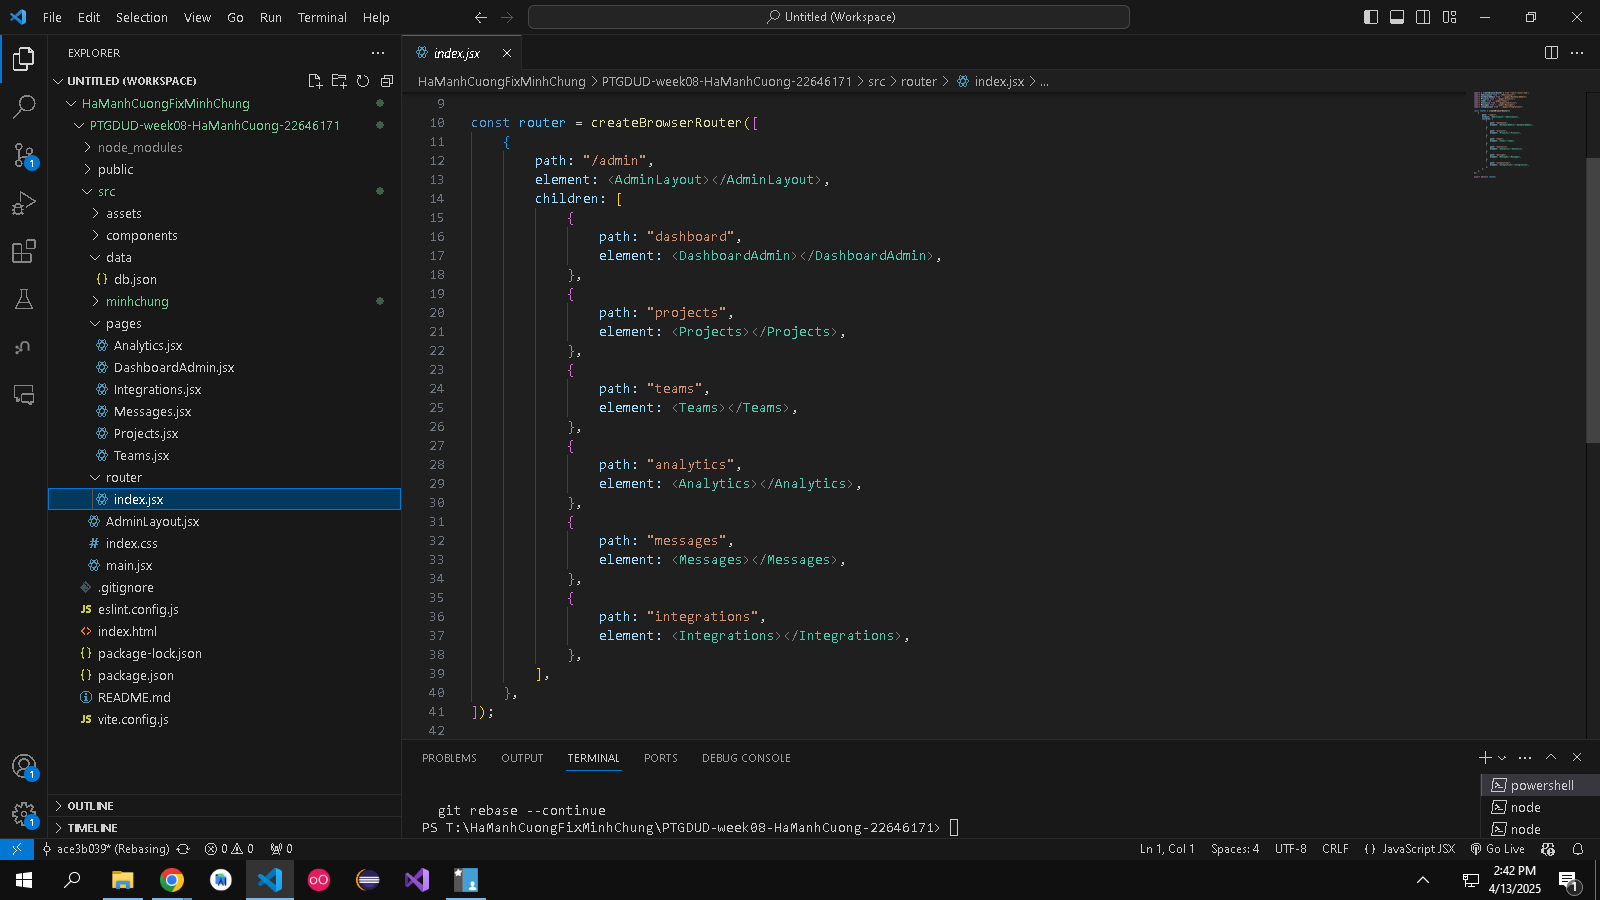 File Edit Selection View Go Run Terminal Help
Untitled (Workspace)
EXPLORER
UNTITLED (WORKSPACE)
HaManhCuongFixMinhChung
PTGDUD-week08-HaManhCuong-22646171
node_modules
public
src
assets
components
data
{} db.json
minhchung
pages
Analytics.jsx
DashboardAdmin.jsx
Integrations.jsx
Messages.jsx
Projects.jsx
Teams.jsx
router
index.jsx
AdminLayout.jsx
# index.css
main.jsx
.gitignore
JS eslint.config.js
<> index.html
{} package-lock.json
{} package.json
README.md
JS vite.config.js
OUTLINE
TIMELINE
1
1
1
index.jsx
HaManhCuongFixMinhChung > PTGDUD-week08-HaManhCuong-22646171 > src > router > index.jsx > ...
9
10 const router = createBrowserRouter([
11 {
12 path: "/admin",
13 element: <AdminLayout></AdminLayout>,
14 children: [
15 {
16 path: "dashboard",
17 element: <DashboardAdmin></DashboardAdmin>,
18 },
19 {
20 path: "projects",
21 element: <Projects></Projects>,
22 },
23 {
24 path: "teams",
25 element: <Teams></Teams>,
26 },
27 {
28 path: "analytics",
29 element: <Analytics></Analytics>,
30 },
31 {
32 path: "messages",
33 element: <Messages></Messages>,
34 },
35 {
36 path: "integrations",
37 element: <Integrations></Integrations>,
38 },
39 ],
40 },
41 ]);
42
PROBLEMS OUTPUT TERMINAL PORTS DEBUG CONSOLE
git rebase --continue
PS T:\HaManhCuongFixMinhChung\PTGDUD-week08-HaManhCuong-22646171>
powershell
node
node
ace3b039* (Rebasing) 0 0 0 Ln 1, Col 1 Spaces: 4 UTF-8 CRLF {} JavaScript JSX Go Live
2:42 PM
4/13/2025
1